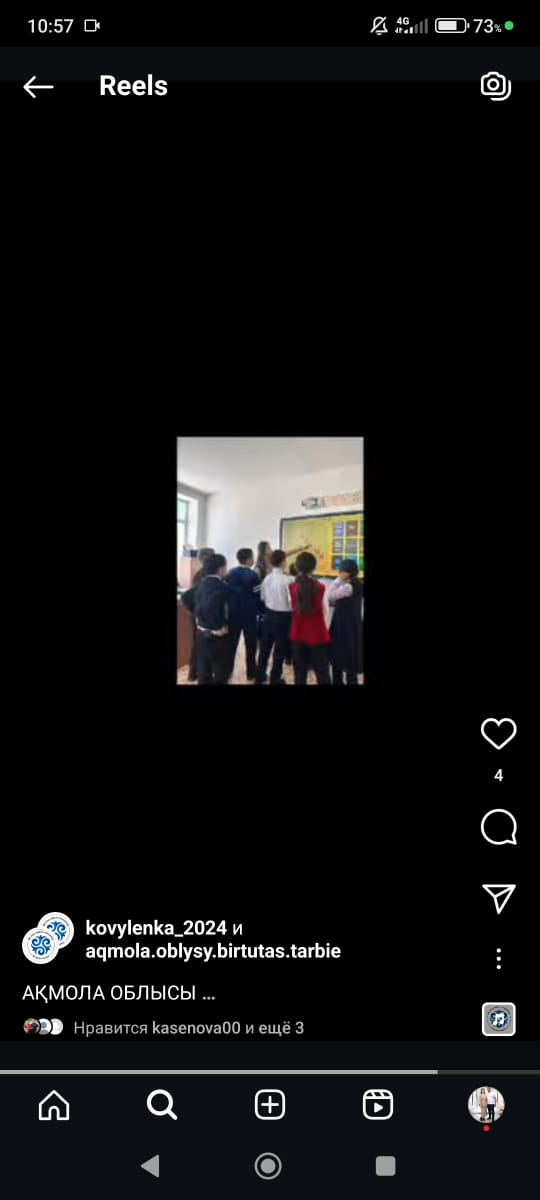 10:57
4G
73%
Reels
4
kovylenka_2024 и
aqmola.oblysy.birtutas.tarbie
АҚМОЛА ОБЛЫСЫ ...
Нравится kasenova00 и ещё 3